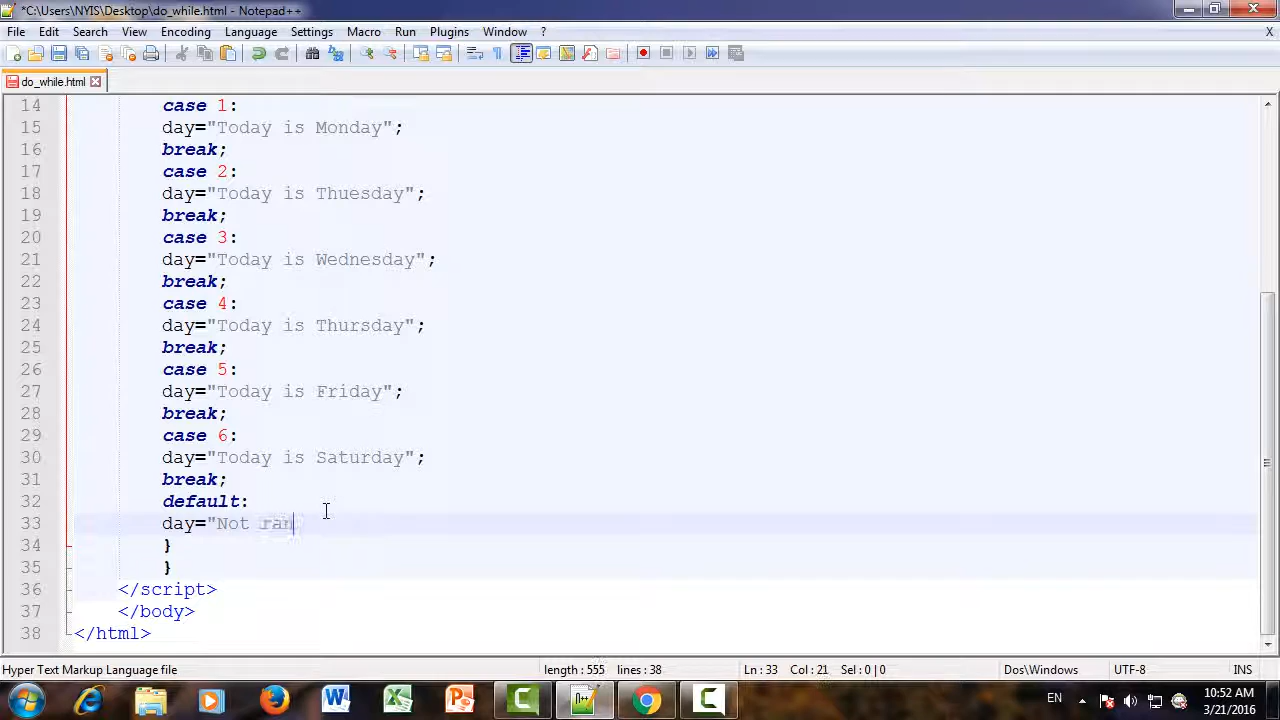 *C:\Users\NYIS\Desktop\do_while.html - Notepad++
File Edit Search View Encoding Language Settings Macro Run Plugins Window ? X
do_while.html
14 case 1:
15 day="Today is Monday";
16 break;
17 case 2:
18 day="Today is Thuesday";
19 break;
20 case 3:
21 day="Today is Wednesday";
22 break;
23 case 4:
24 day="Today is Thursday";
25 break;
26 case 5:
27 day="Today is Friday";
28 break;
29 case 6:
30 day="Today is Saturday";
31 break;
32 default:
33 day="Not ran
34 }
35 }
36 </script>
37 </body>
38 </html>
Hyper Text Markup Language file length : 555 lines : 38 Ln : 33 Col : 21 Sel : 0 | 0 Dos\Windows UTF-8 INS
EN 10:52 AM
3/21/2016